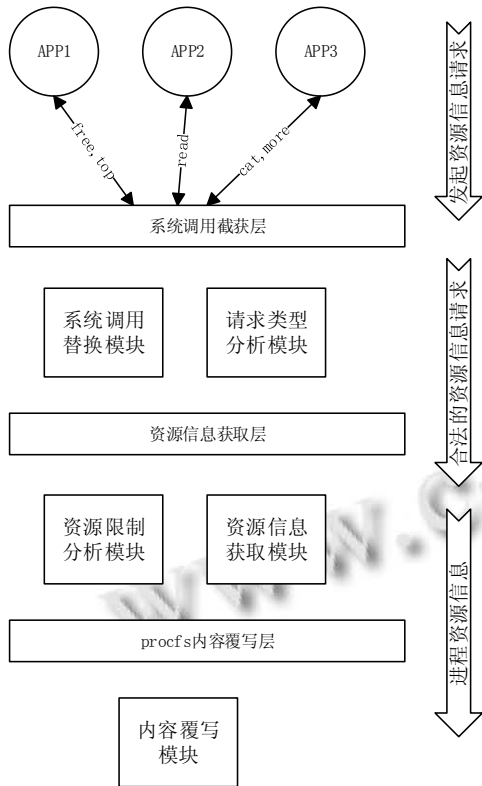 APP1
APP2
APP3
free,top
read
cat,more
发起资源信息请求
系统调用截获层
系统调用
替换模块
请求类型
分析模块
合法的资源信息请求
资源信息获取层
资源限制
分析模块
资源信息
获取模块
进程资源信息
procfs内容覆写层
内容覆写
模块
www.c